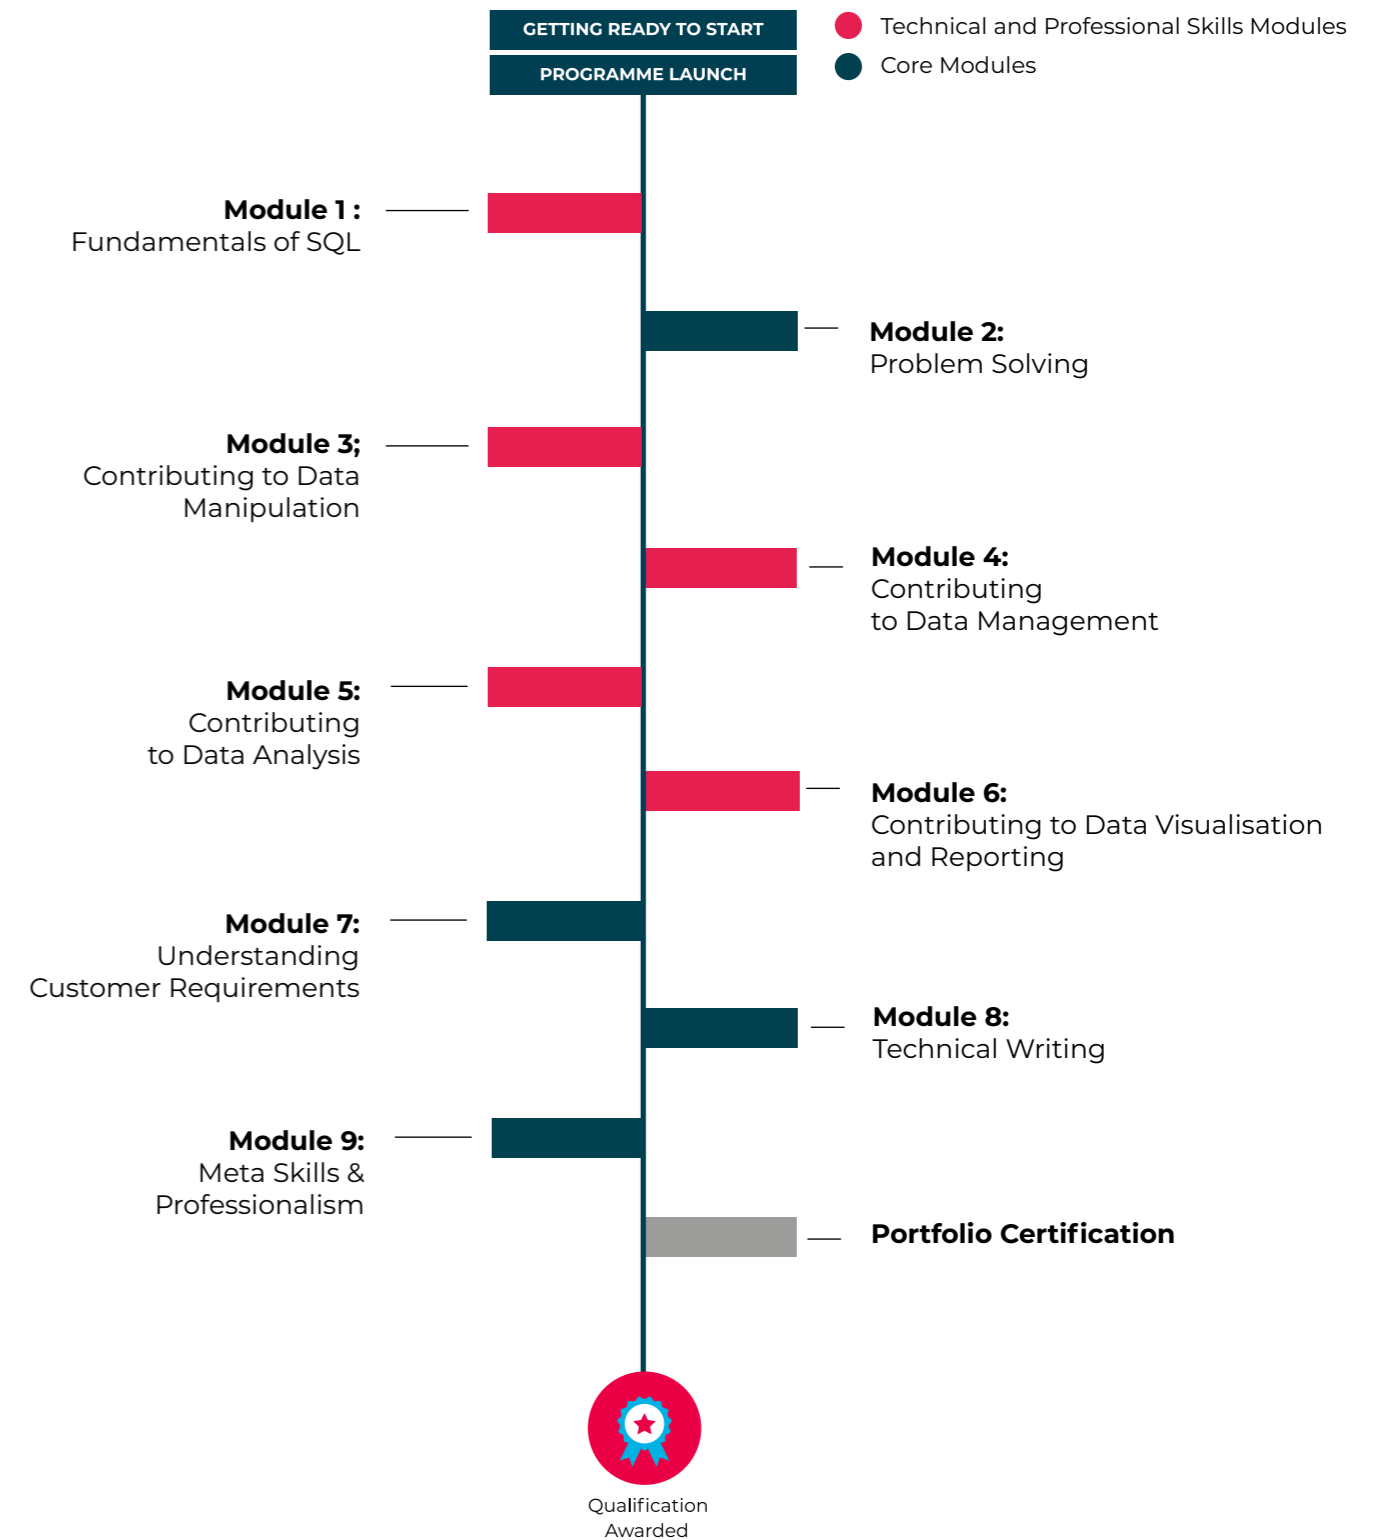 GETTING READY TO START
PROGRAMME LAUNCH
Technical and Professional Skills Modules
Core Modules
Module 1 :
Fundamentals of SQL
Module 2:
Problem Solving
Module 3;
Contributing to Data
Manipulation
Module 4:
Contributing
to Data Management
Module 5:
Contributing
to Data Analysis
Module 6:
Contributing to Data Visualisation
and Reporting
Module 7:
Understanding
Customer Requirements
Module 8:
Technical Writing
Module 9:
Meta Skills &
Professionalism
Portfolio Certification
Qualification
Awarded